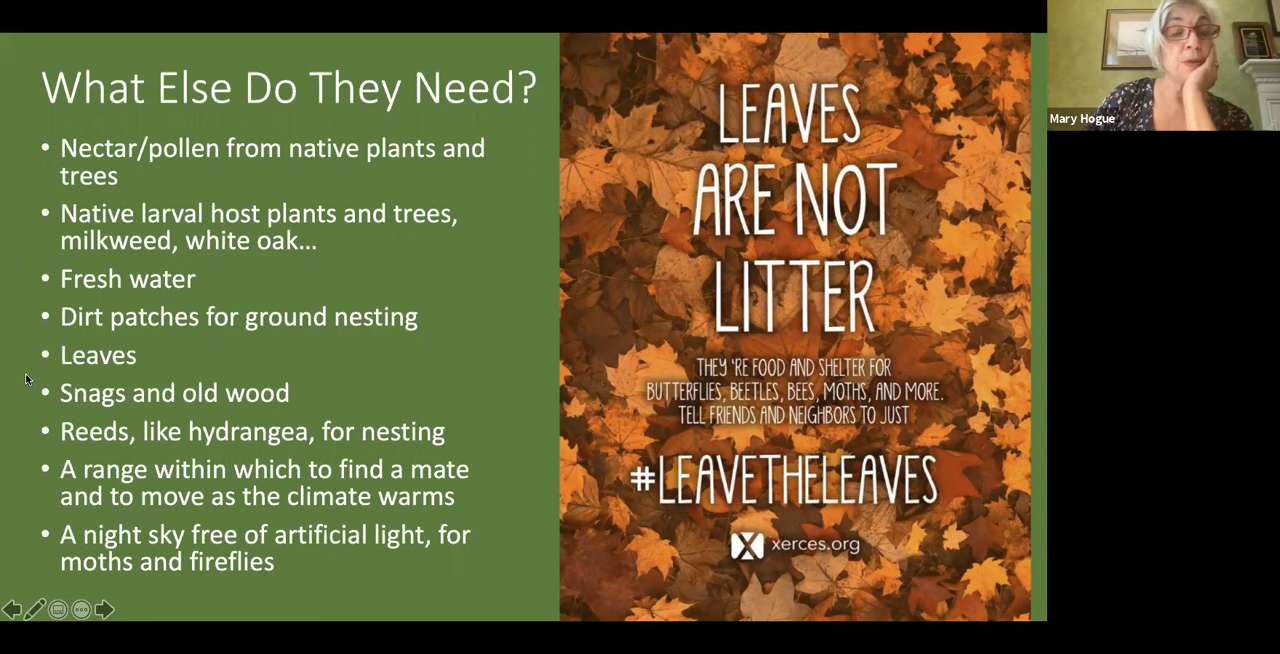 What Else Do They Need?
• Nectar/pollen from native plants and
trees
• Native larval host plants and trees,
milkweed, white oak...
• Fresh water
• Dirt patches for ground nesting
• Leaves
• Snags and old wood
• Reeds, like hydrangea, for nesting
• A range within which to find a mate
and to move as the climate warms
• A night sky free of artificial light, for
moths and fireflies
LEAVES
ARE NOT
LITTER
THEY 'RE FOOD AND SHELTER FOR
BUTTERFLIES, BEETLES, BEES, MOTHS, AND MORE.
TELL FRIENDS AND NEIGHBORS TO JUST
#LEAVETHELEAVES
X xerces.org
Mary Hogue